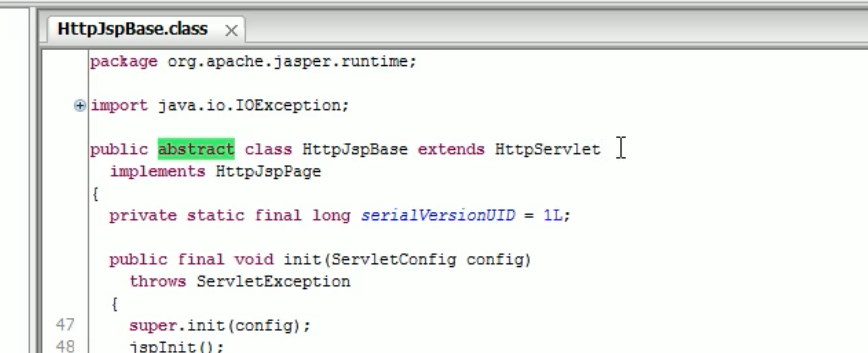 HttpJspBase.class
package org.apache.jasper.runtime;
import java.io.IOException;
public abstract class HttpJspBase extends HttpServlet
implements HttpJspPage
{
private static final long serialVersionUID = 1L;
public final void init(ServletConfig config)
throws ServletException
{
47 super.init(config);
48 jspInit();